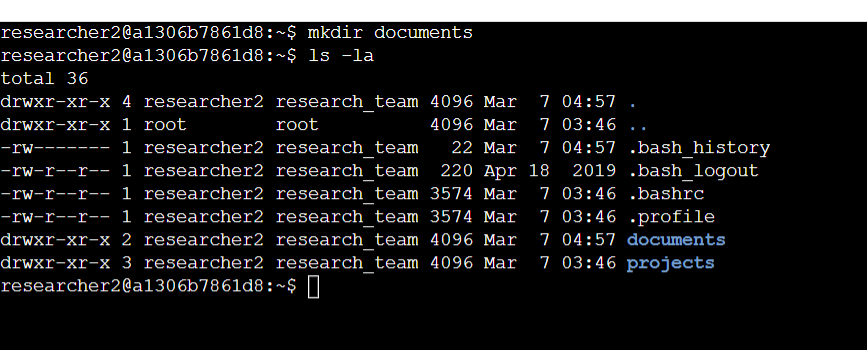 researcher2@a1306b7861d8:~$ mkdir documents
researcher2@a1306b7861d8:~$ ls -la
total 36
drwxr-xr-x 4 researcher2 research_team 4096 Mar  7 04:57 .
drwxr-xr-x 1 root        root          4096 Mar  7 03:46 ..
-rw------- 1 researcher2 research_team   22 Mar  7 04:57 .bash_history
-rw-r--r-- 1 researcher2 research_team  220 Apr 18  2019 .bash_logout
-rw-r--r-- 1 researcher2 research_team 3574 Mar  7 03:46 .bashrc
-rw-r--r-- 1 researcher2 research_team 3574 Mar  7 03:46 .profile
drwxr-xr-x 2 researcher2 research_team 4096 Mar  7 04:57 documents
drwxr-xr-x 3 researcher2 research_team 4096 Mar  7 03:46 projects
researcher2@a1306b7861d8:~$